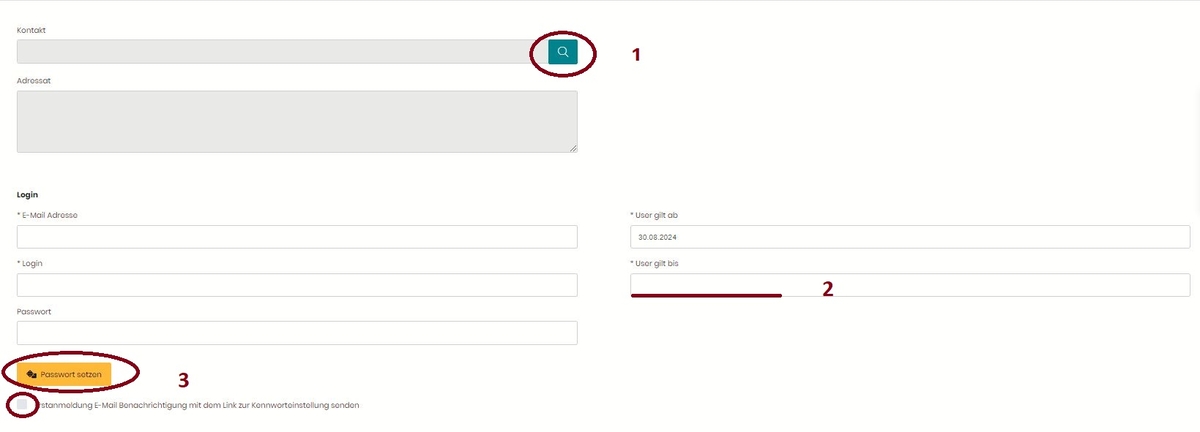 Kontakt
1
Adressat
Login
* E-Mail Adresse
* User gilt ab
30.08.2024
* Login
* User gilt bis
2
Passwort
Passwort setzen
3
stanmeldung E-Mail Benachrichtigung mit dem Link zur Kennworteinstellung senden